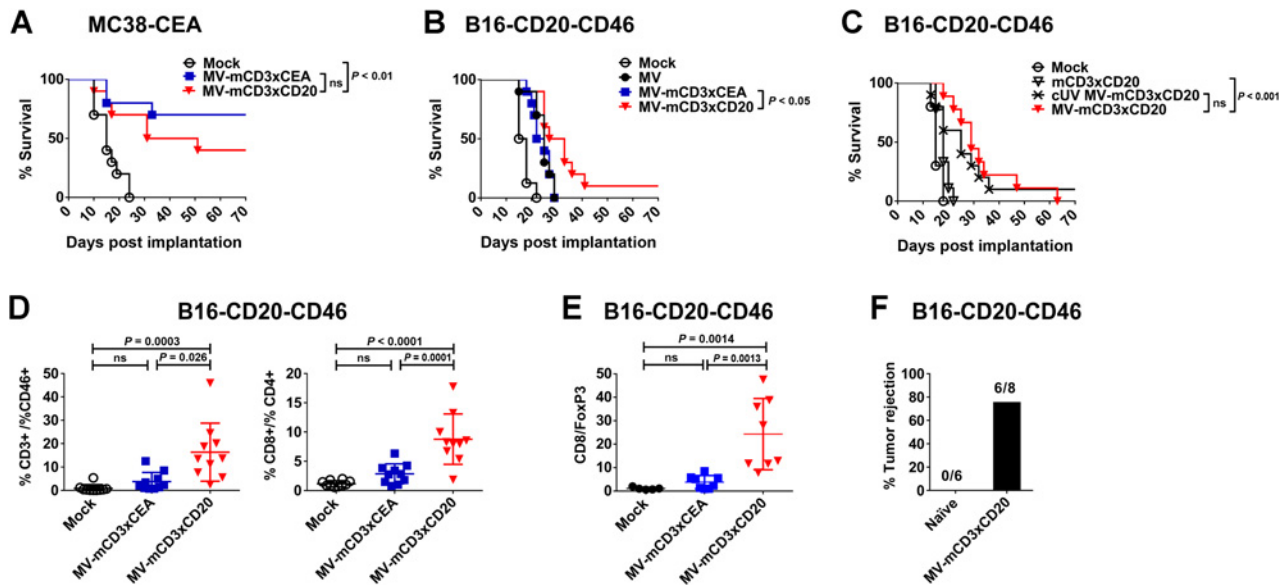 A MC38-CEA
Mock
MV-mCD3xCEA
MV-mCD3xCD20
ns
P < 0.01
% Survival
100
50
0
0 10 20 30 40 50 60 70
Days post implantation
B B16-CD20-CD46
Mock
MV
MV-mCD3xCEA
MV-mCD3xCD20
P < 0.05
% Survival
100
50
0
0 10 20 30 40 50 60 70
Days post implantation
C B16-CD20-CD46
Mock
mCD3xCD20
cUV MV-mCD3xCD20
MV-mCD3xCD20
ns
P < 0.001
% Survival
100
50
0
0 10 20 30 40 50 60 70
Days post implantation
D B16-CD20-CD46
P = 0.0003
ns P = 0.026
% CD3+ /%CD46+
50
40
30
20
10
0
Mock
MV-mCD3xCEA
MV-mCD3xCD20
P < 0.0001
ns P = 0.0001
% CD8+/% CD4+
20
15
10
5
0
Mock
MV-mCD3xCEA
MV-mCD3xCD20
E B16-CD20-CD46
P = 0.0014
ns P = 0.0013
CD8/FoxP3
50
40
30
20
10
0
Mock
MV-mCD3xCEA
MV-mCD3xCD20
F B16-CD20-CD46
% Tumor rejection
100
80
60
40
20
0
0/6
6/8
Naïve
MV-mCD3xCD20